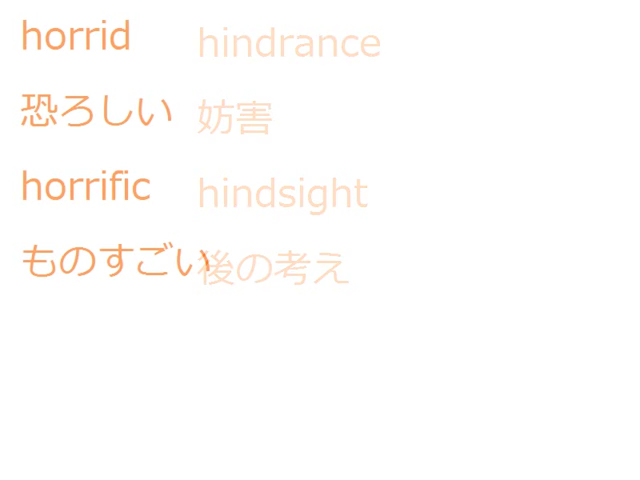 horrid
恐ろしい
horrific
ものすごい
hindrance
妨害
hindsight
後の考え